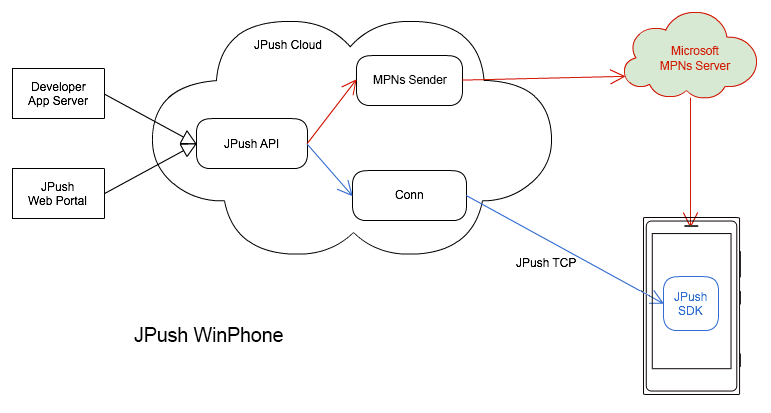 JPush Cloud
Microsoft
MPNs Server
MPNs Sender
Developer
App Server
JPush API
JPush
Web Portal
Conn
JPush TCP
JPush
SDK
JPush WinPhone